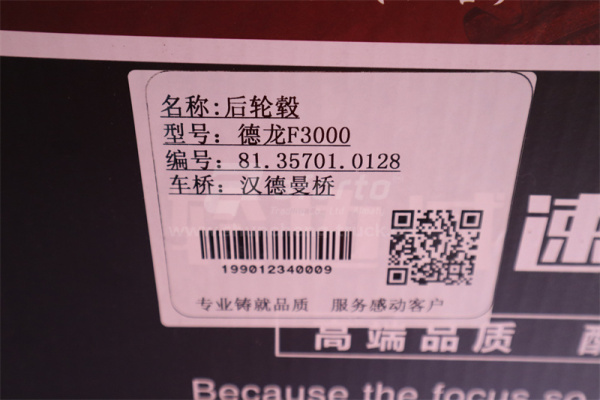 名称:后轮毂
型号: 德龙F3000
编号: 81.35701.0128
车桥: 汉德曼桥
199012340009
专业铸就品质 服务感动客户
速
高端品质
Because the focus so